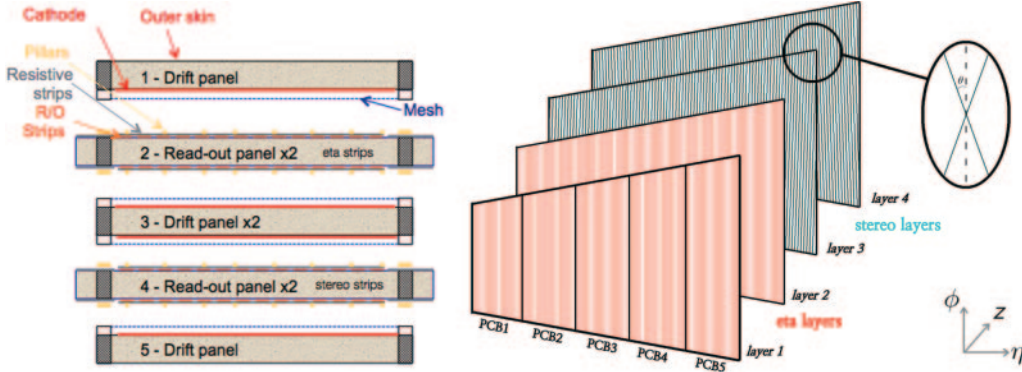 Cathode
Outer skin
Pillars
Resistive
strips
R/O
Strips
1 - Drift panel
Mesh
2 - Read-out panel x2
eta strips
3 - Drift panel x2
4 - Read-out panel x2
stereo strips
5 - Drift panel
θ
layer 4
stereo layers
layer 3
layer 2
eta layers
layer 1
PCB1
PCB2
PCB3
PCB4
PCB5
ϕ
z
η